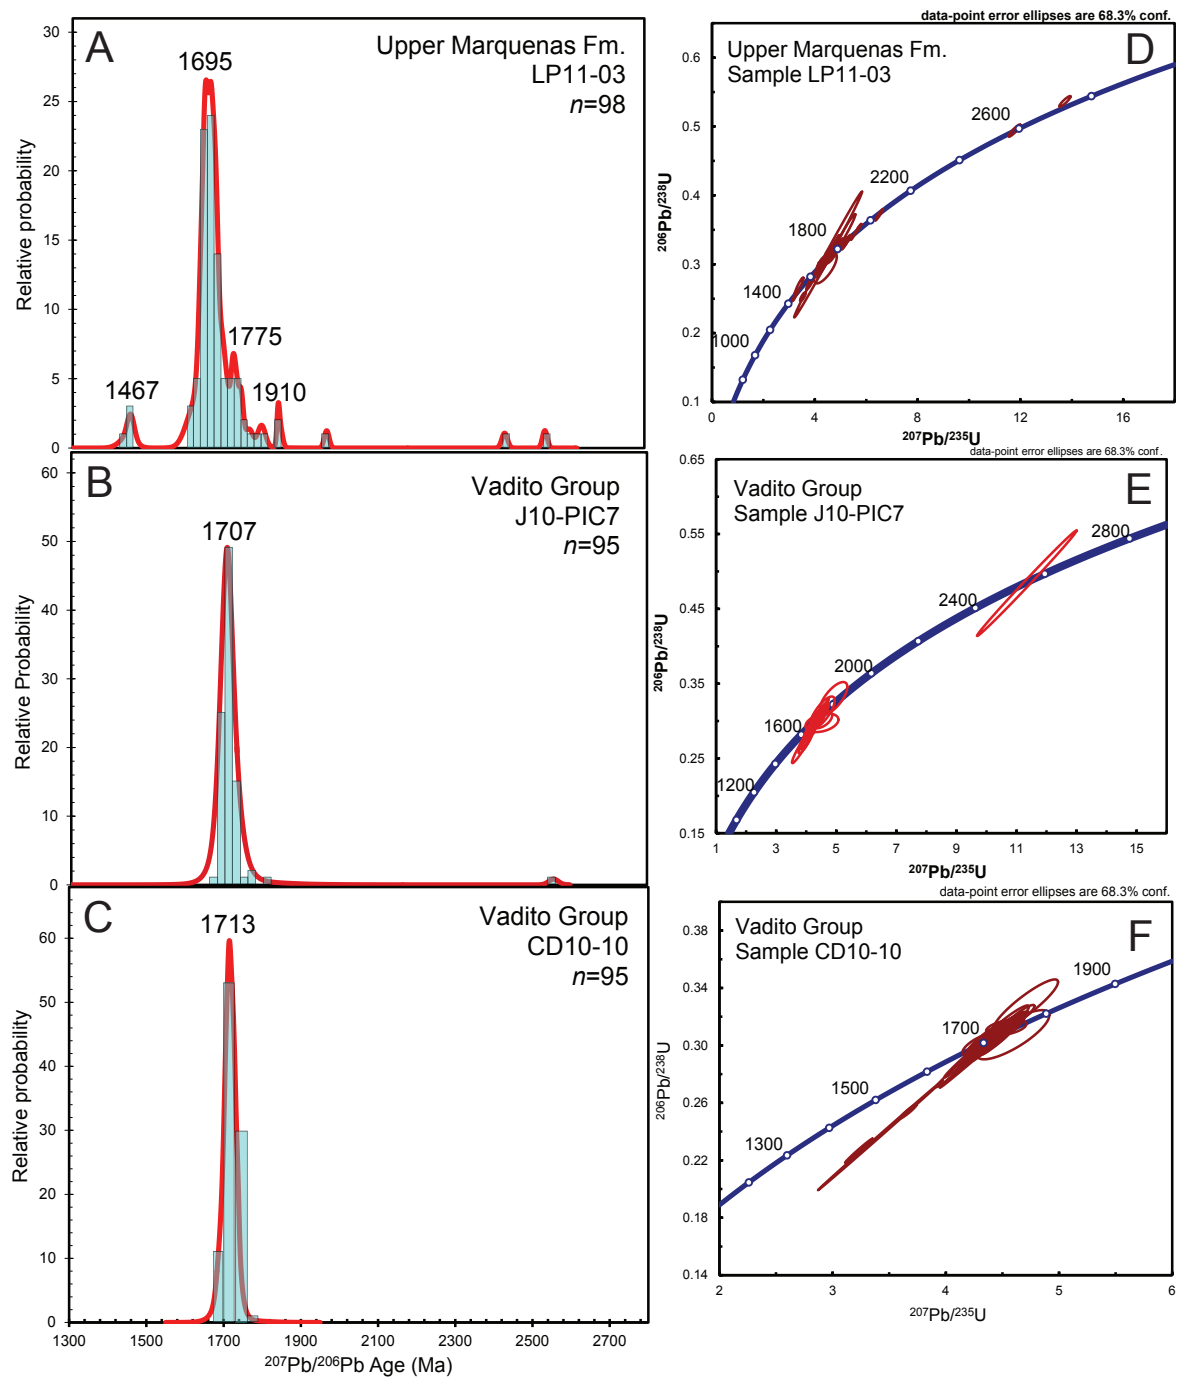 A
Upper Marquenas Fm.
LP11-03
n=98
1695
1775
1467
1910
Relative probability
30
25
20
15
10
5
0
B
Vadito Group
J10-PIC7
n=95
1707
Relative Probability
60
50
40
30
20
10
0
C
Vadito Group
CD10-10
n=95
1713
Relative probability
60
50
40
30
20
10
0
1300 1500 1700 1900 2100 2300 2500 2700
207Pb/206Pb Age (Ma)
data-point error ellipses are 68.3% conf.
D
Upper Marquenas Fm.
Sample LP11-03
2600
2200
1800
1400
1000
206Pb/238U
0.6
0.5
0.4
0.3
0.2
0.1
0 4 8 12 16
207Pb/235U
data-point error ellipses are 68.3% conf.
E
Vadito Group
Sample J10-PIC7
2800
2400
2000
1600
1200
206Pb/238U
0.65
0.55
0.45
0.35
0.25
0.15
1 3 5 7 9 11 13 15
207Pb/235U
data-point error ellipses are 68.3% conf.
F
Vadito Group
Sample CD10-10
1900
1700
1500
1300
206Pb/238U
0.38
0.34
0.30
0.26
0.22
0.18
0.14
2 3 4 5 6
207Pb/235U